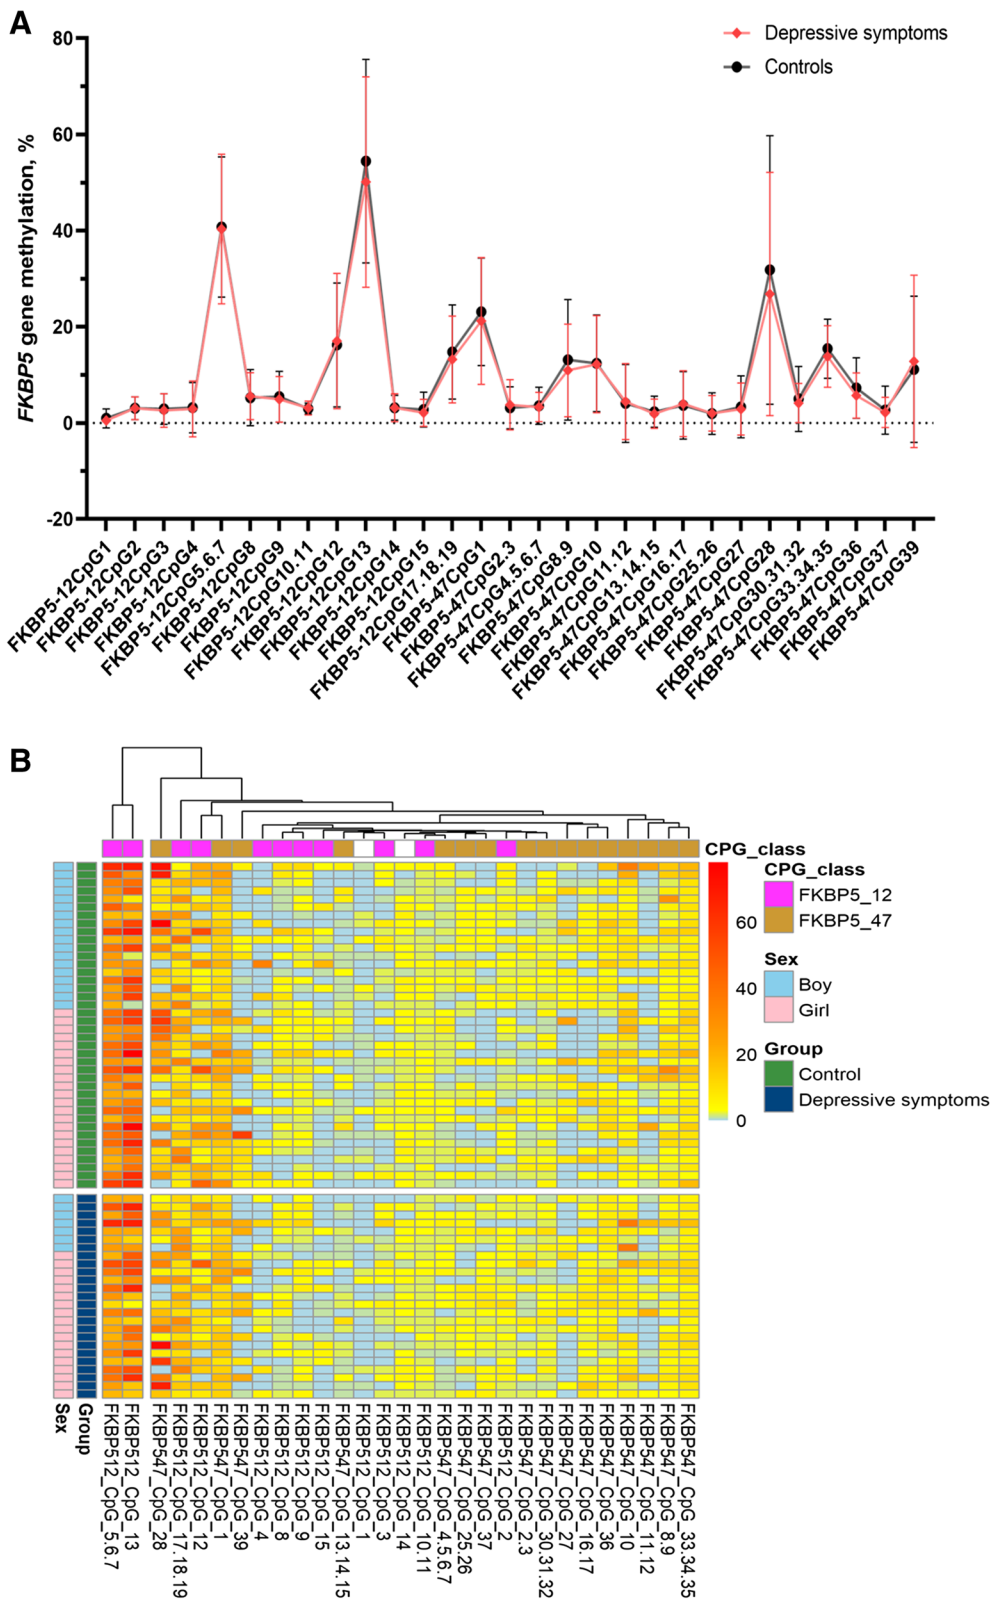 A
Depressive symptoms
Controls
FKBP5 gene methylation, %
80
60
40
20
0
-20
FKBP5-12CpG1
FKBP5-12CpG2
FKBP5-12CpG3
FKBP5-12CpG4
FKBP5-12CpG5.6.7
FKBP5-12CpG8
FKBP5-12CpG9
FKBP5-12CpG10.11
FKBP5-12CpG12
FKBP5-12CpG13
FKBP5-12CpG14
FKBP5-12CpG15
FKBP5-12CpG17.18.19
FKBP5-47CpG1
FKBP5-47CpG2.3
FKBP5-47CpG4.5.6.7
FKBP5-47CpG8.9
FKBP5-47CpG10
FKBP5-47CpG11.12
FKBP5-47CpG13.14.15
FKBP5-47CpG16.17
FKBP5-47CpG25.26
FKBP5-47CpG27
FKBP5-47CpG28
FKBP5-47CpG30.31.32
FKBP5-47CpG33.34.35
FKBP5-47CpG36
FKBP5-47CpG37
FKBP5-47CpG39
B
CPG_class
60
40
20
0
CPG_class
FKBP5_12
FKBP5_47
Sex
Boy
Girl
Group
Control
Depressive symptoms
Sex
Group
FKBP512_CpG_5.6.7
FKBP512_CpG_13
FKBP547_CpG_28
FKBP512_CpG_17.18.19
FKBP512_CpG_12
FKBP547_CpG_1
FKBP547_CpG_39
FKBP512_CpG_4
FKBP512_CpG_8
FKBP512_CpG_9
FKBP512_CpG_15
FKBP547_CpG_13.14.15
FKBP512_CpG_1
FKBP512_CpG_3
FKBP512_CpG_14
FKBP512_CpG_10.11
FKBP547_CpG_4.5.6.7
FKBP547_CpG_25.26
FKBP547_CpG_37
FKBP512_CpG_2
FKBP547_CpG_2.3
FKBP547_CpG_30.31.32
FKBP547_CpG_27
FKBP547_CpG_16.17
FKBP547_CpG_36
FKBP547_CpG_10
FKBP547_CpG_11.12
FKBP547_CpG_8.9
FKBP547_CpG_33.34.35